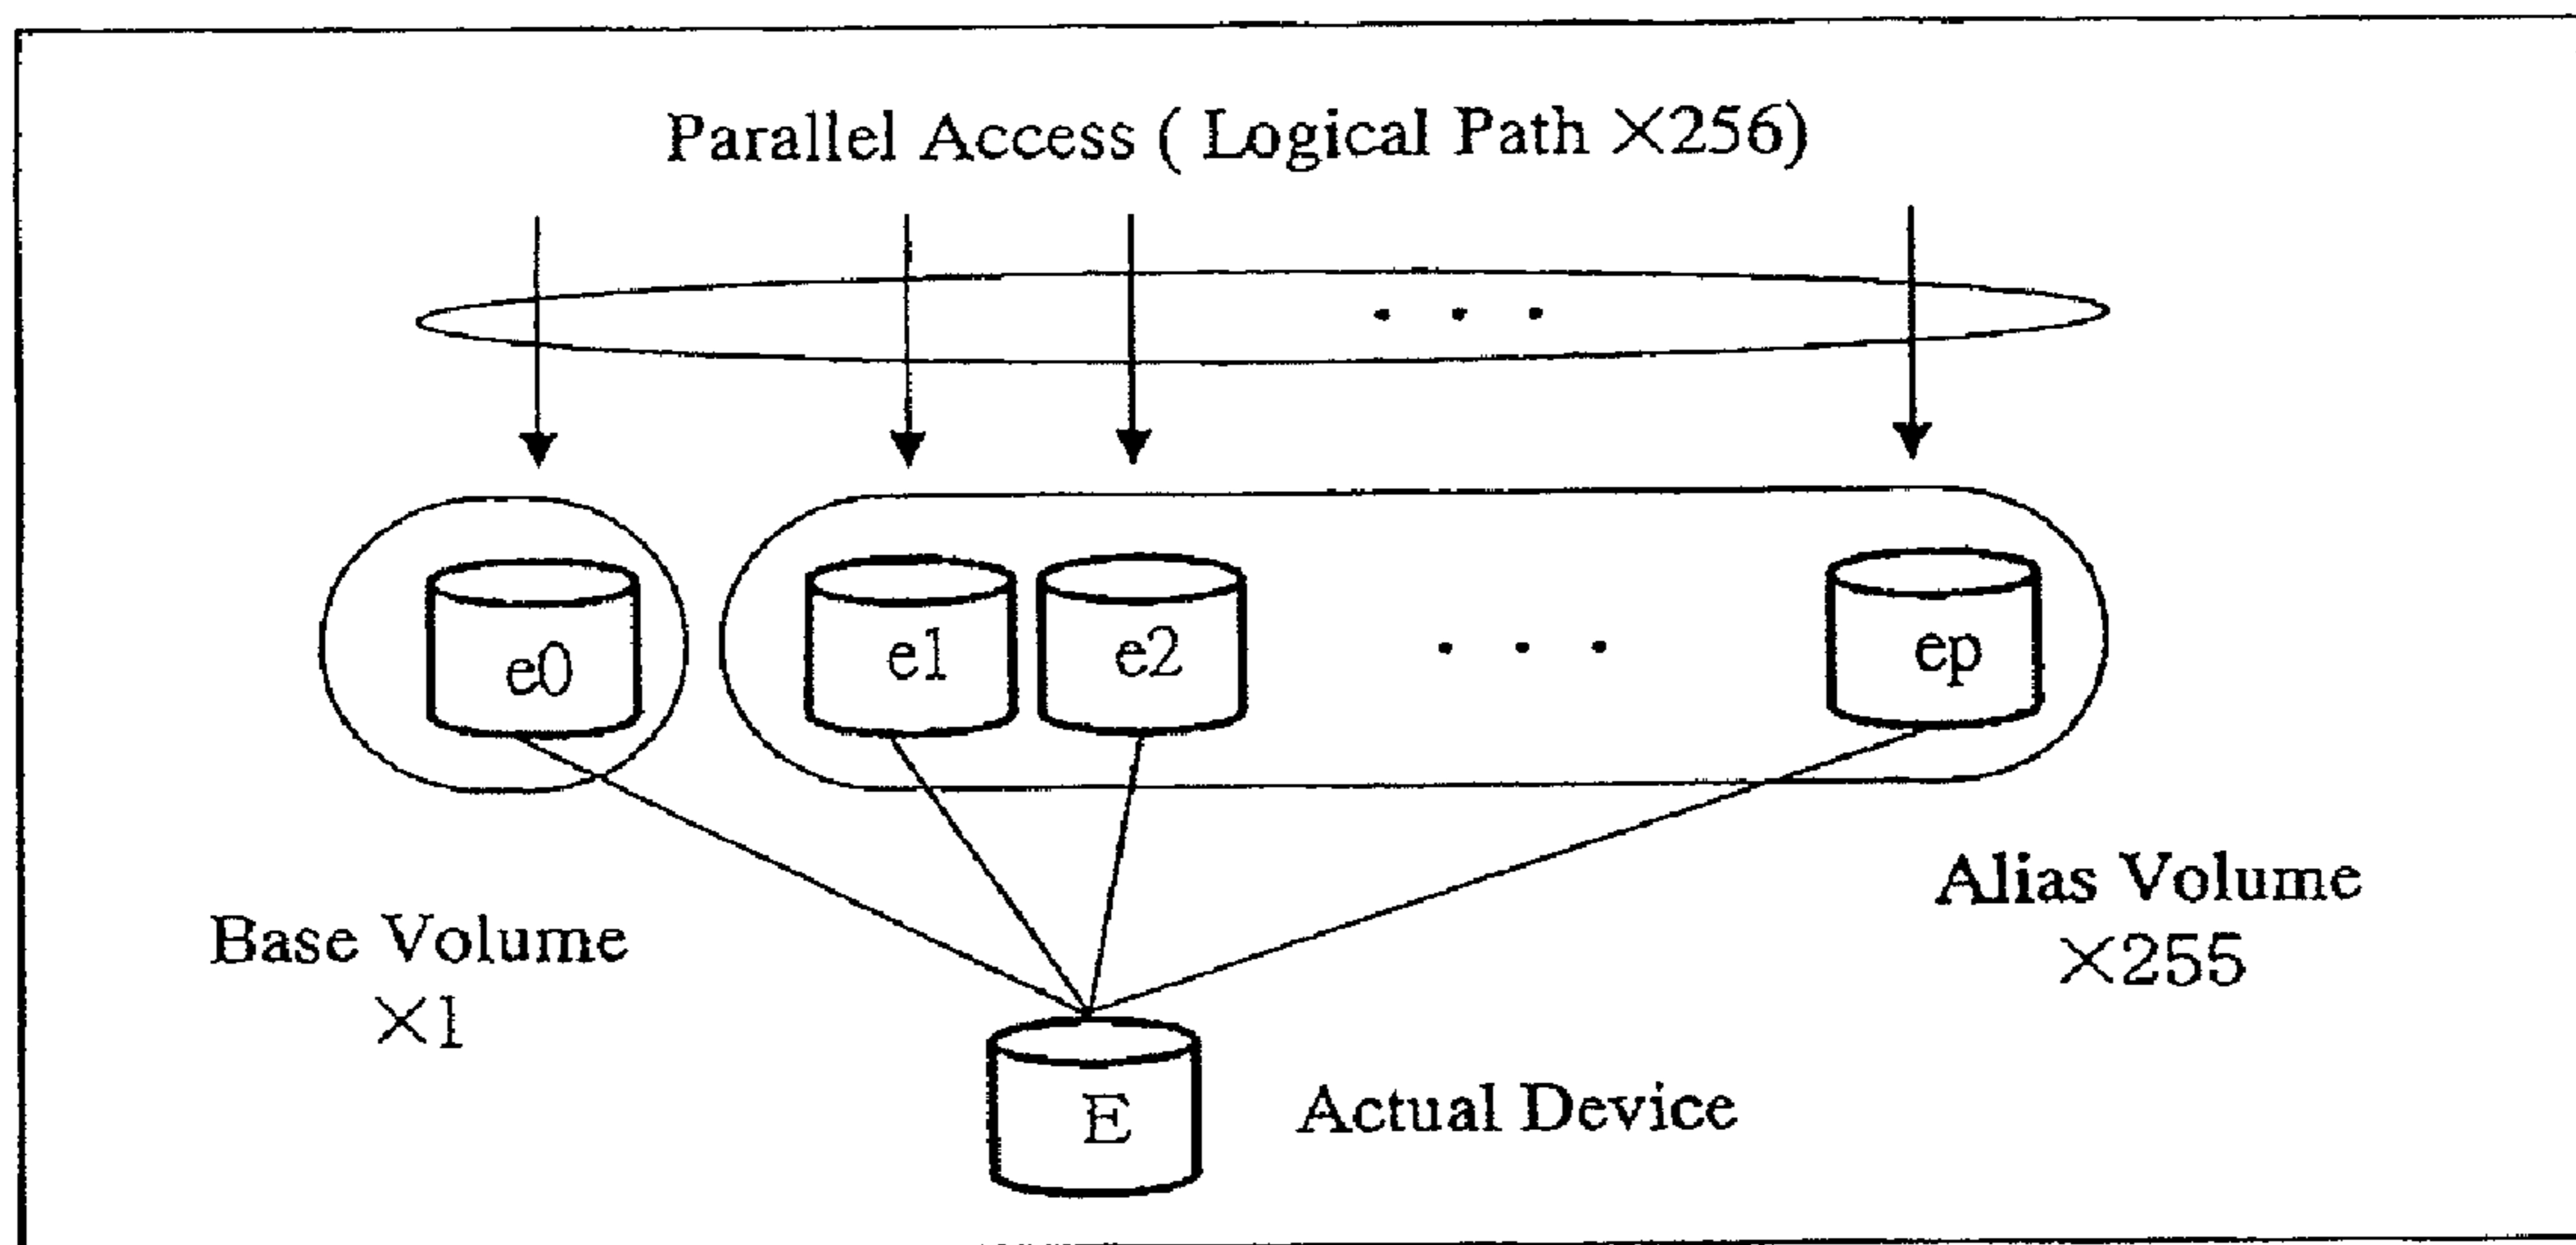 Parallel Access ( Logical Path ×256)
e0
e1
e2
ep
Base Volume
×1
Alias Volume
×255
E
Actual Device